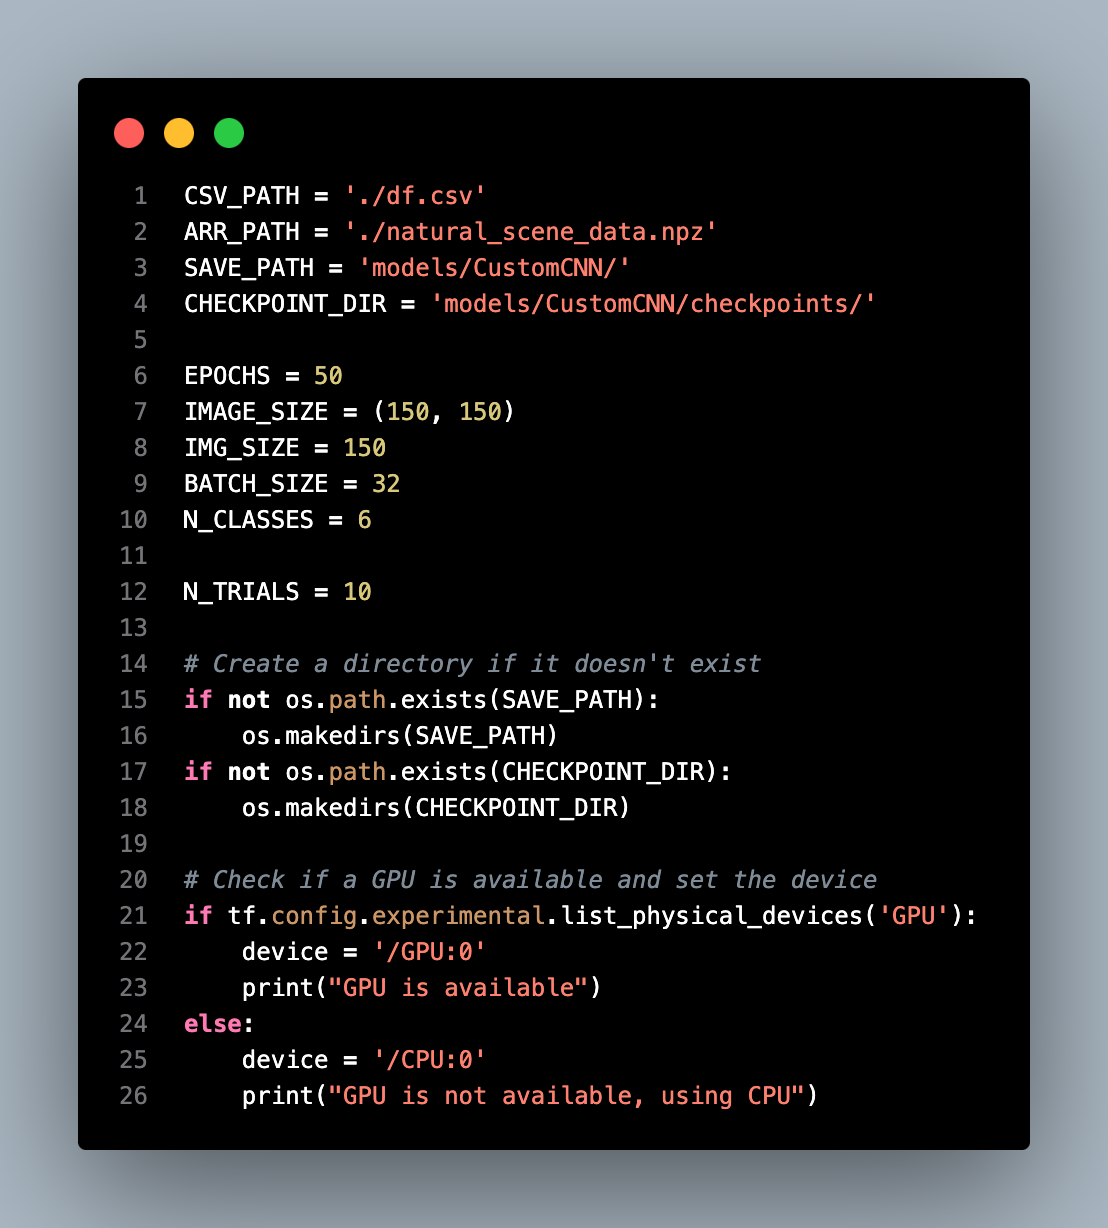 1 CSV_PATH = './df.csv'
2 ARR_PATH = './natural_scene_data.npz'
3 SAVE_PATH = 'models/CustomCNN/'
4 CHECKPOINT_DIR = 'models/CustomCNN/checkpoints/'
5
6 EPOCHS = 50
7 IMAGE_SIZE = (150, 150)
8 IMG_SIZE = 150
9 BATCH_SIZE = 32
10 N_CLASSES = 6
11
12 N_TRIALS = 10
13
14 # Create a directory if it doesn't exist
15 if not os.path.exists(SAVE_PATH):
16     os.makedirs(SAVE_PATH)
17 if not os.path.exists(CHECKPOINT_DIR):
18     os.makedirs(CHECKPOINT_DIR)
19
20 # Check if a GPU is available and set the device
21 if tf.config.experimental.list_physical_devices('GPU'):
22     device = '/GPU:0'
23     print("GPU is available")
24 else:
25     device = '/CPU:0'
26     print("GPU is not available, using CPU")